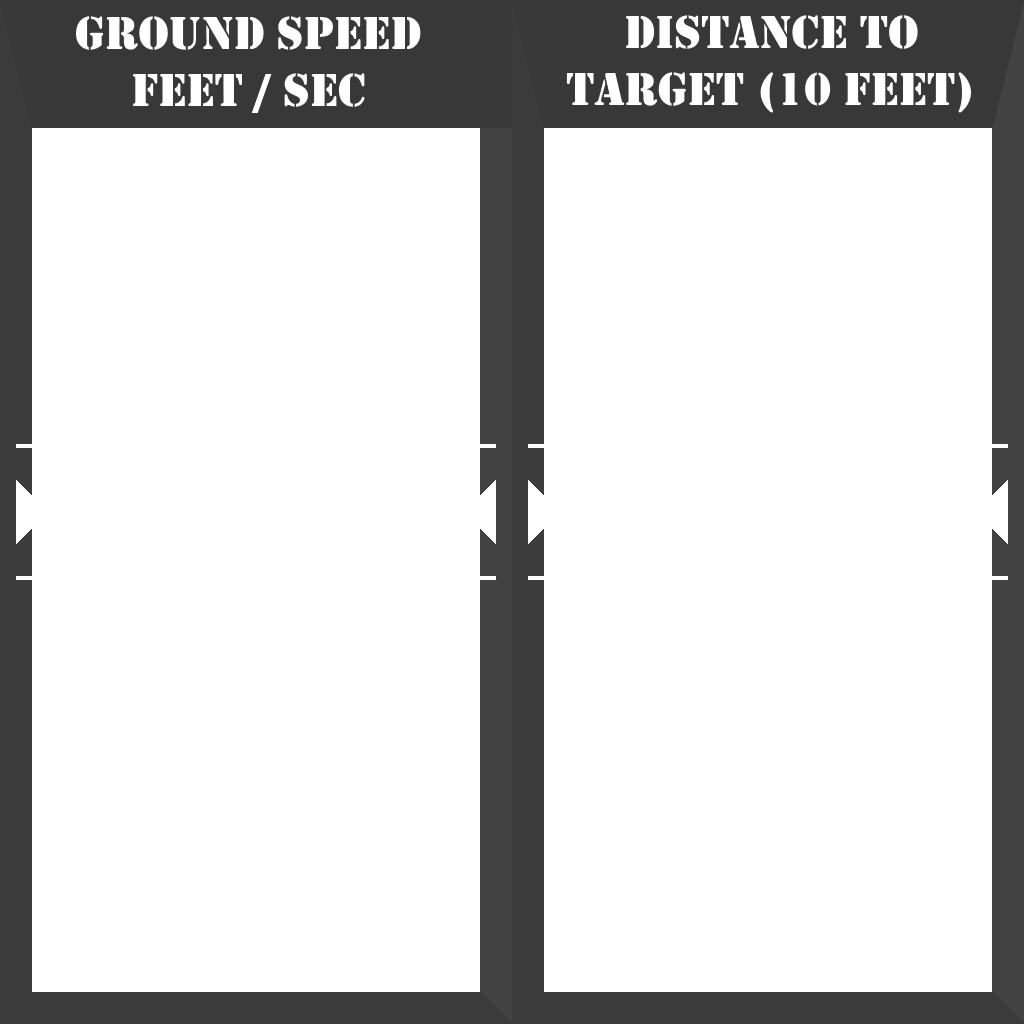 GROUND SPEED
FEET / SEC
DISTANCE TO
TARGET (10 FEET)